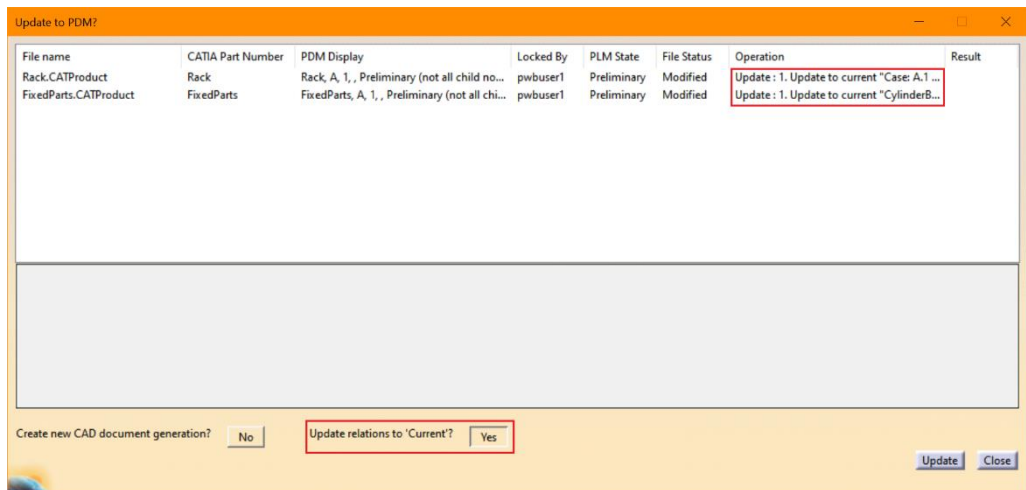 Update to PDM?
File name CATIA Part Number PDM Display Locked By PLM State File Status Operation Result
Rack.CATProduct Rack Rack, A, 1, , Preliminary (not all child no... pwbuser1 Preliminary Modified Update : 1. Update to current "Case: A.1 ...
FixedParts.CATProduct FixedParts FixedParts, A, 1, , Preliminary (not all chi... pwbuser1 Preliminary Modified Update : 1. Update to current "CylinderB...
Create new CAD document generation? No Update relations to 'Current'? Yes
Update Close